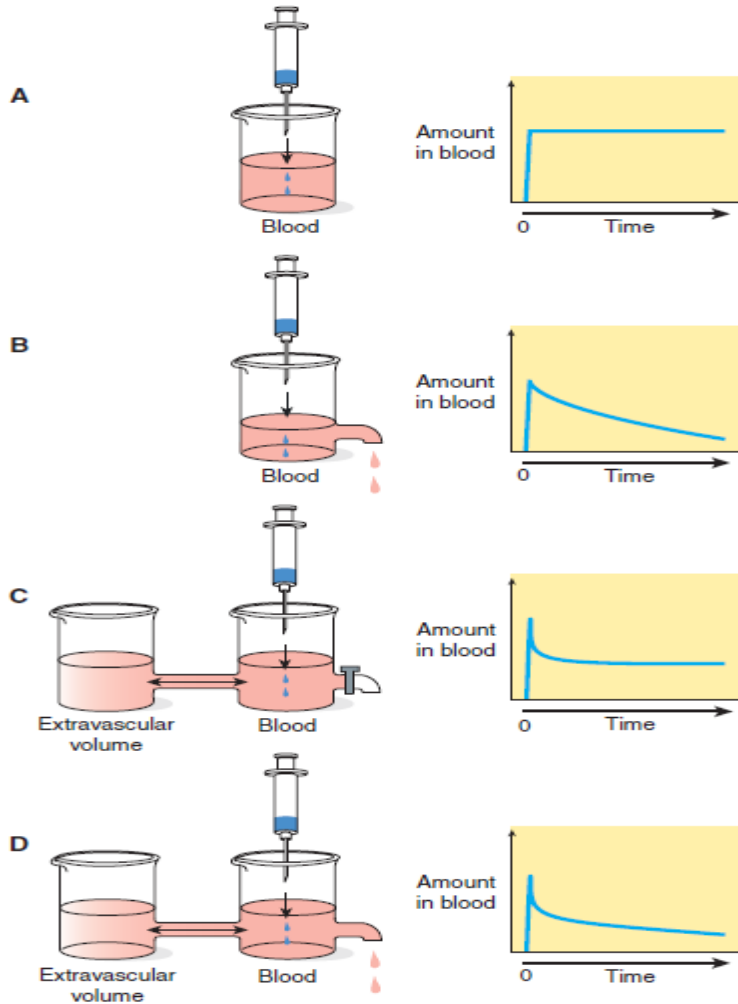 A
Amount
in blood
Blood
0
Time
B
Amount
in blood
Blood
0
Time
C
Amount
in blood
Extravascular
volume
Blood
0
Time
D
Amount
in blood
Extravascular
volume
Blood
0
Time